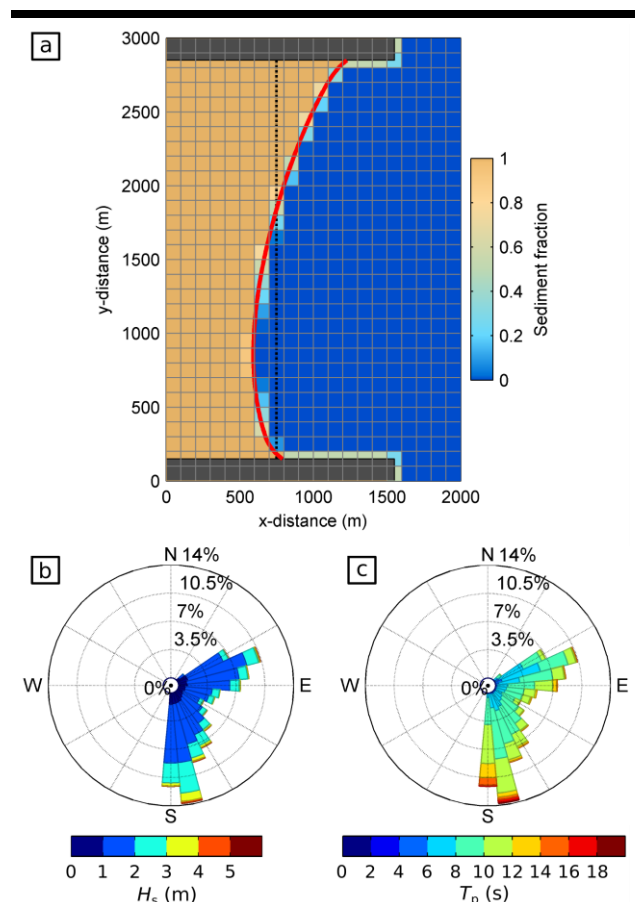 a
3000
2500
2000
1500
1000
500
0
y-distance (m)
0 500 1000 1500 2000
x-distance (m)
1
0.8
0.6
0.4
0.2
0
Sediment fraction
b
N 14%
10.5%
7%
3.5%
0%
W
E
S
0 1 2 3 4 5
Hs (m)
c
N 14%
10.5%
7%
3.5%
0%
W
E
S
0 2 4 6 8 10 12 14 16 18
Tp (s)